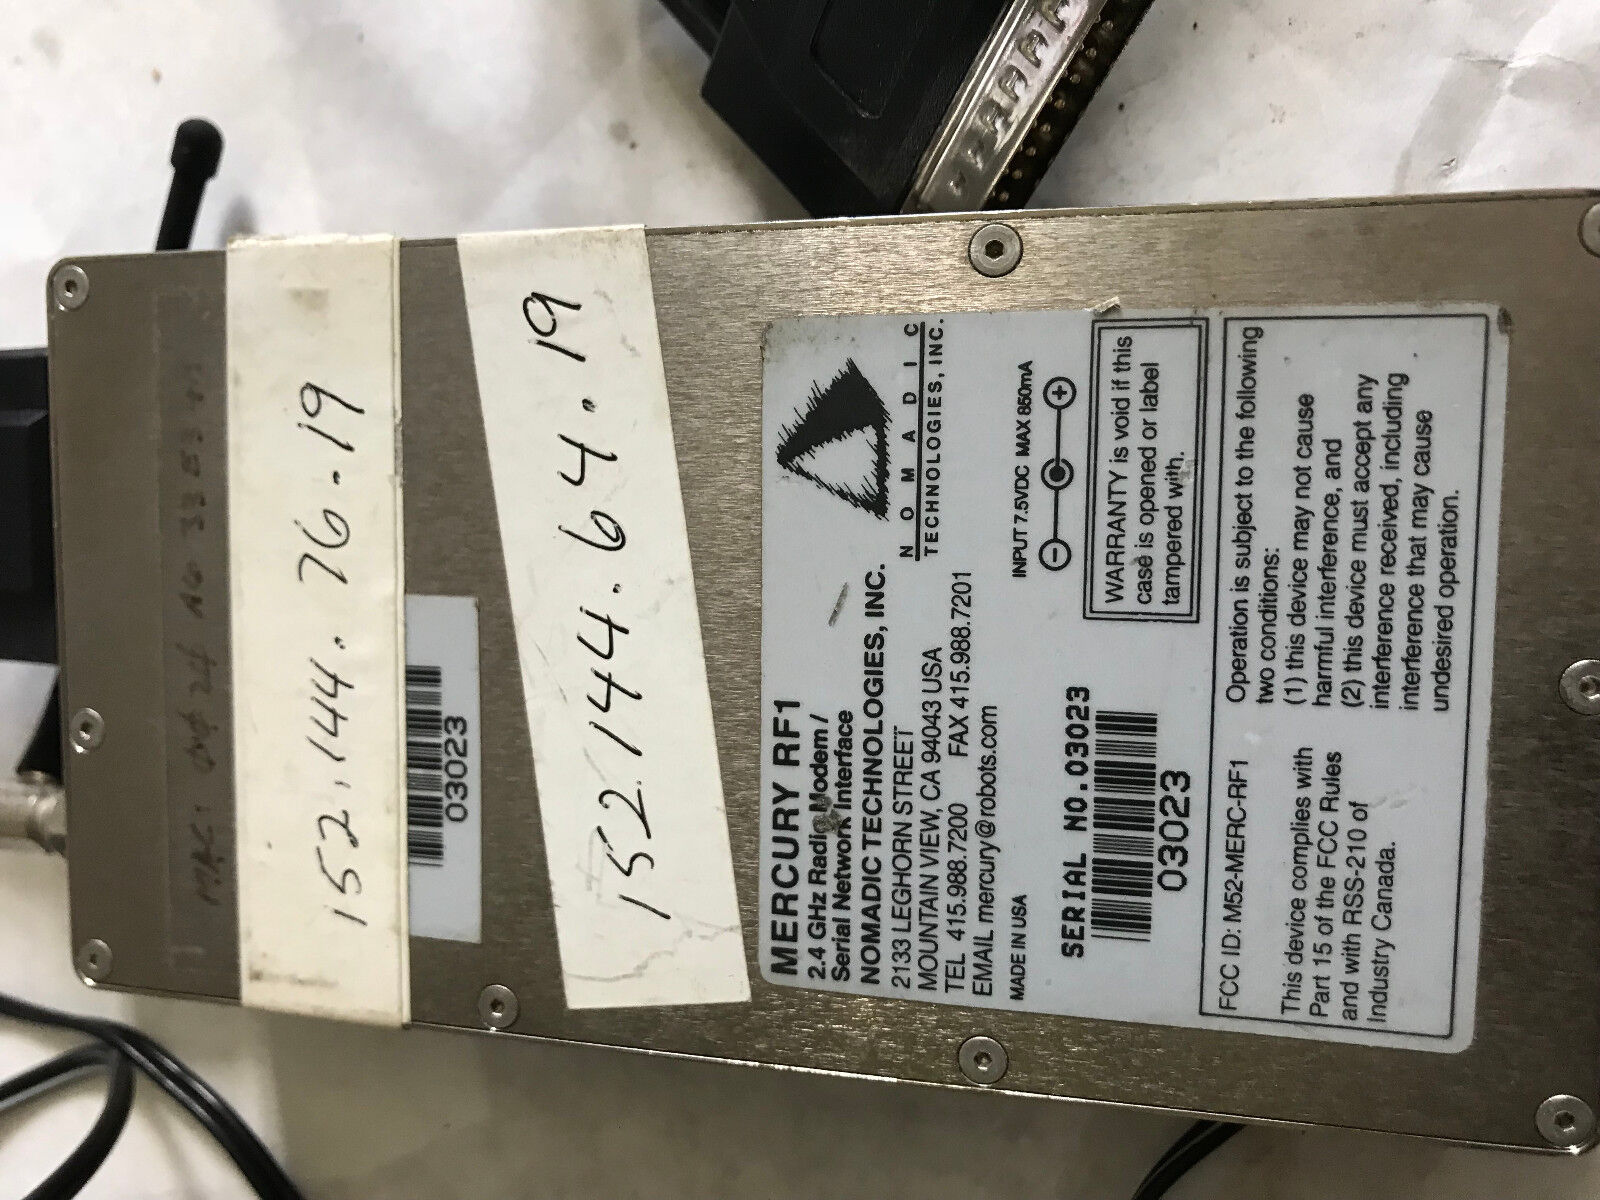 152.144.76.19
03023
152.144.64.19
MERCURY RF1
2.4 GHz Radio Modem /
Serial Network Interface
NOMADIC TECHNOLOGIES, INC.
2133 LEGHORN STREET
MOUNTAIN VIEW, CA 94043 USA
TEL 415.988.7200 FAX 415.988.7201
EMAIL mercury@robots.com
MADE IN USA
NOMADIC
TECHNOLOGIES, INC.
INPUT 7.5VDC MAX 850mA
SERIAL NO.03023
03023
WARRANTY is void if this
case is opened or label
tampered with.
FCC ID: M52-MERC-RF1
This device complies with
Part 15 of the FCC Rules
and with RSS-210 of
Industry Canada.
Operation is subject to the following
two conditions:
(1) this device may not cause
harmful interference, and
(2) this device must accept any
interference received, including
interference that may cause
undesired operation.